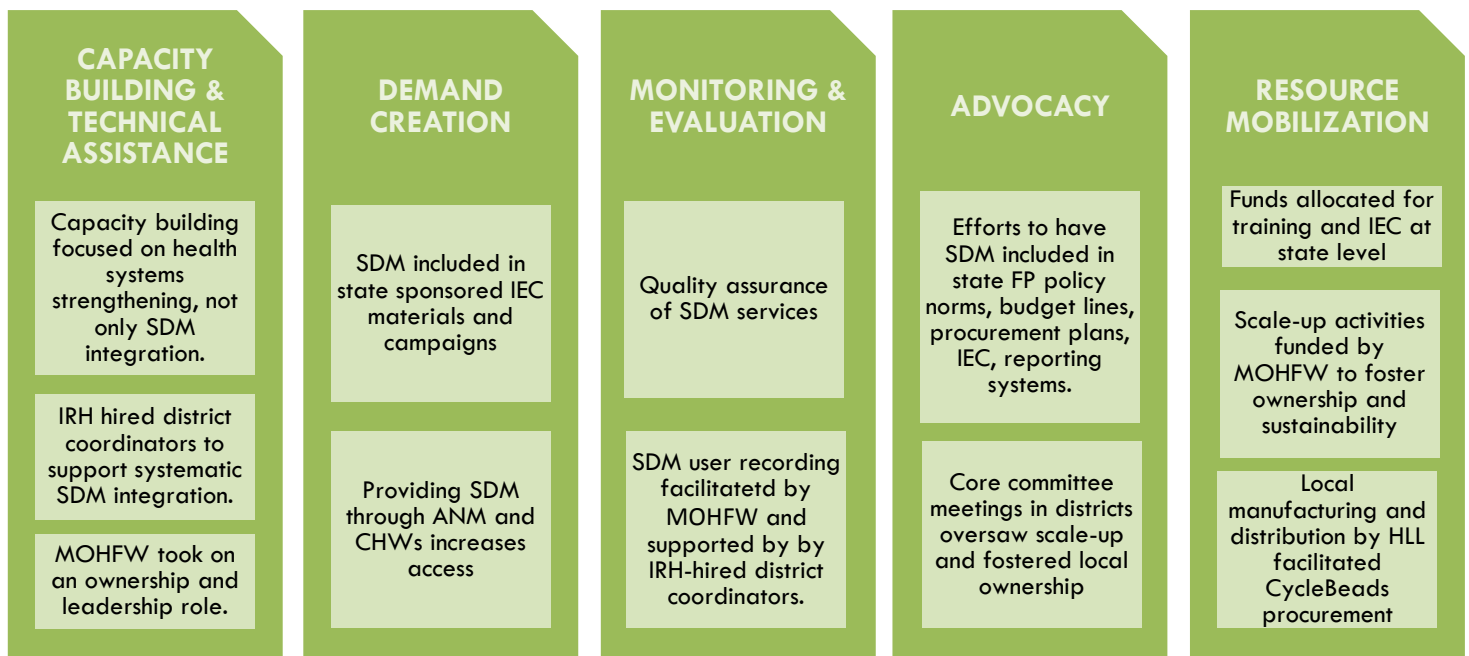 CAPACITY
BUILDING &
TECHNICAL
ASSISTANCE
Capacity building
focused on health
systems
strengthening, not
only SDM
integration.
IRH hired district
coordinators to
support systematic
SDM integration.
MOHFW took on
an ownership and
leadership role.
DEMAND
CREATION
SDM included in
state sponsored IEC
materials and
campaigns
Providing SDM
through ANM and
CHWs increases
access
MONITORING &
EVALUATION
Quality assurance
of SDM services
SDM user recording
facilitatetd by
MOHFW and
supported by by
IRH-hired district
coordinators.
ADVOCACY
Efforts to have
SDM included in
state FP policy
norms, budget lines,
procurement plans,
IEC, reporting
systems.
Core committee
meetings in districts
oversaw scale-up
and fostered local
ownership
RESOURCE
MOBILIZATION
Funds allocated for
training and IEC at
state level
Scale-up activities
funded by
MOHFW to foster
ownership and
sustainability
Local
manufacturing and
distribution by HLL
facilitated
CycleBeads
procurement